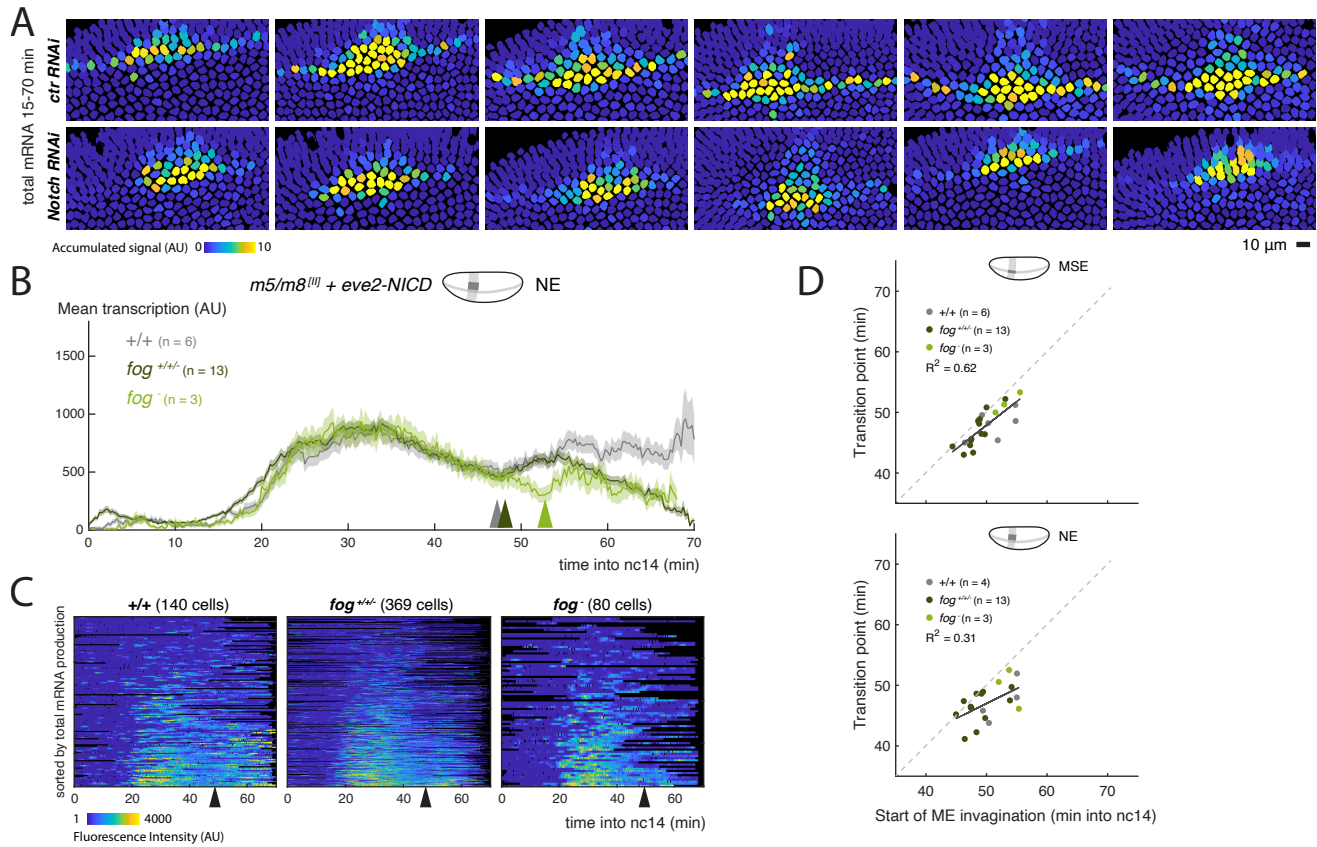 A
total mRNA 15-70 min
ctr RNAi
Notch RNAi
Accumulated signal (AU) 0 10
10 µm
B
m5/m8 [II] + eve2-NICD NE
Mean transcription (AU)
+/+ (n = 6)
fog +/+/- (n = 13)
fog - (n = 3)
1500
1000
500
0
0 10 20 30 40 50 60 70
time into nc14 (min)
C
sorted by total mRNA production
+/+ (140 cells) fog+/+/- (369 cells) fog - (80 cells)
0 20 40 60 0 20 40 60 0 20 40 60
1 4000
Fluorescence Intensity (AU)
time into nc14 (min)
D
MSE
Transition point (min)
70
60
50
40
+/+ (n = 6)
fog +/+/- (n = 13)
fog - (n = 3)
R2 = 0.62
40 50 60 70
NE
Transition point (min)
70
60
50
40
+/+ (n = 4)
fog +/+/- (n = 13)
fog - (n = 3)
R2 = 0.31
40 50 60 70
Start of ME invagination (min into nc14)